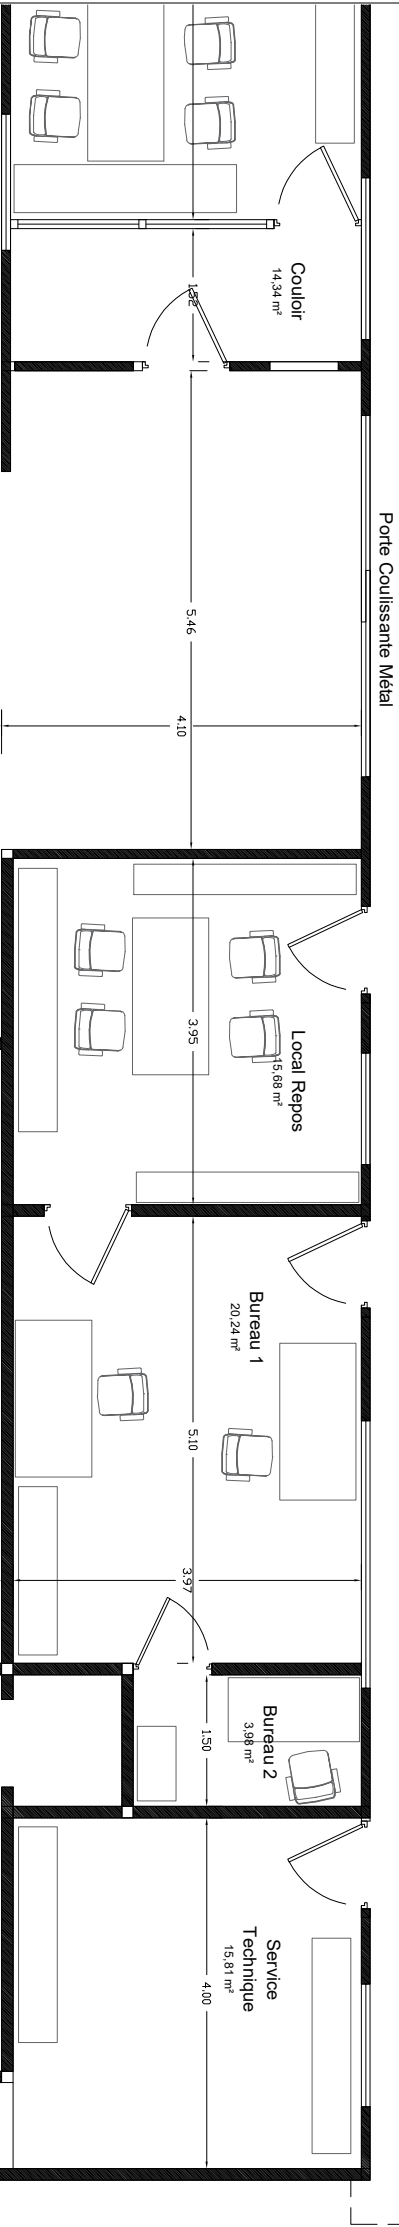 Couloir
14,34 m²
1.52
Porte Coulissante Métal
5.46
4.10
Local Repos
15,68 m²
3.95
Bureau 1
20,24 m²
5.10
3.97
Bureau 2
3,98 m²
1.50
Service
Technique
15,81 m²
4.00